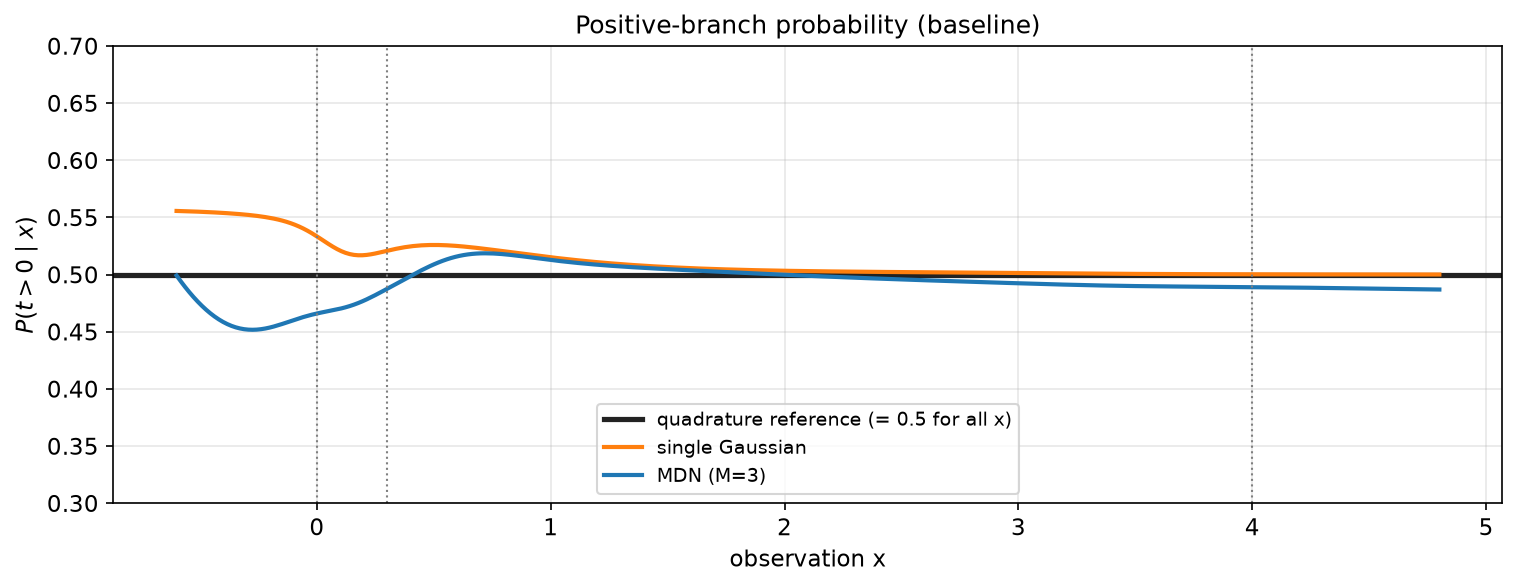 Positive-branch probability (baseline)
0.70
0.65
0.60
0.55
0.50
0.45
0.40
0.35
0.30
P(t > 0 | x)
quadrature reference (= 0.5 for all x)
single Gaussian
MDN (M=3)
0 1 2 3 4 5
observation x